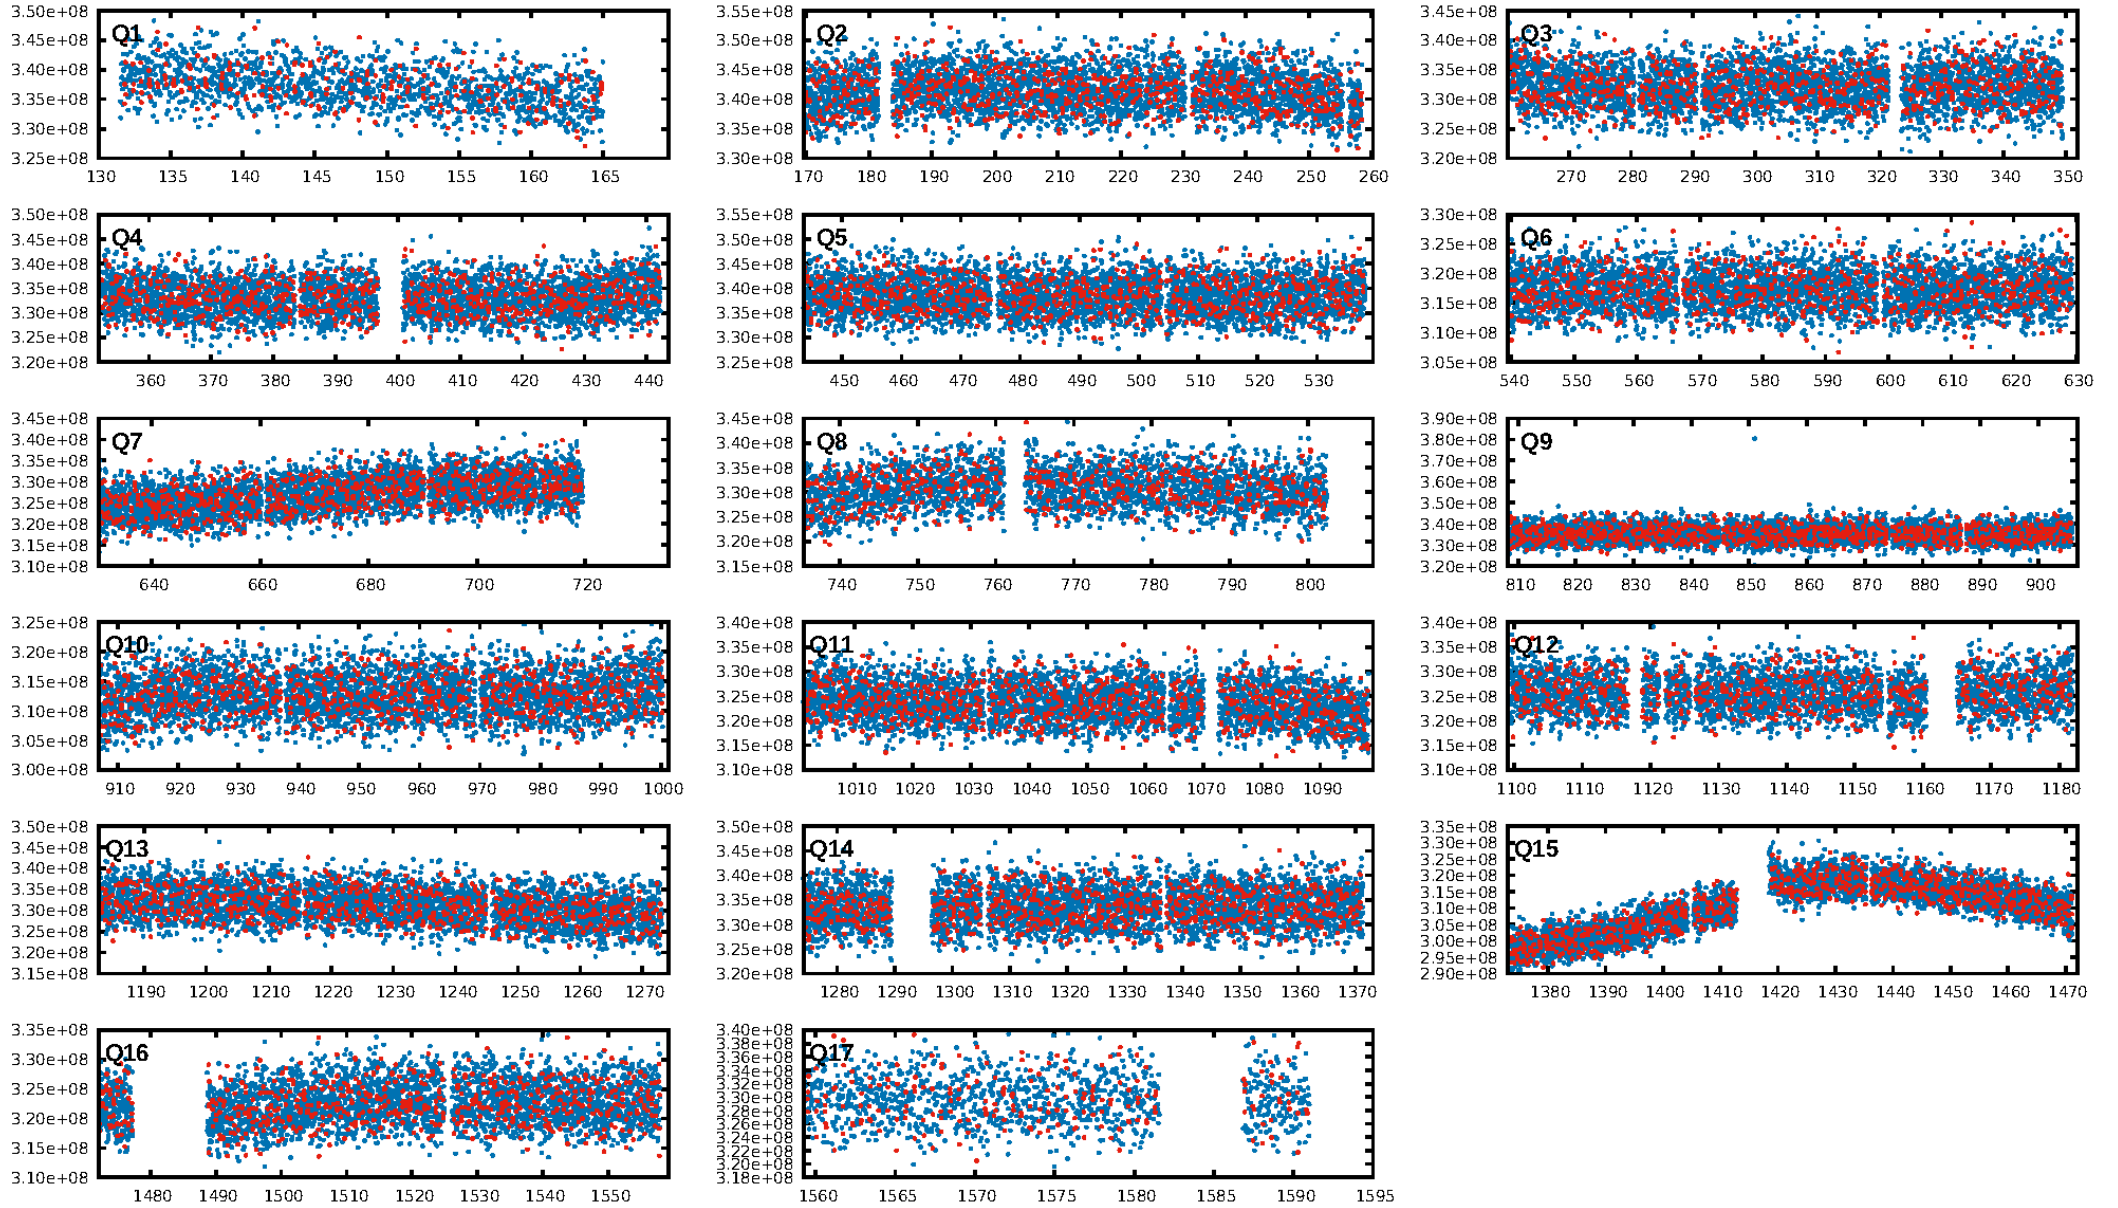 3.50e+08 3.45e+08 3.40e+08 3.35e+08 3.30e+08 3.25e+08
Q1
130 135 140 145 150 155 160 165
3.55e+08 3.50e+08 3.45e+08 3.40e+08 3.35e+08 3.30e+08
Q2
170 180 190 200 210 220 230 240 250 260
3.45e+08 3.40e+08 3.35e+08 3.30e+08 3.25e+08 3.20e+08
Q3
270 280 290 300 310 320 330 340 350
3.50e+08 3.45e+08 3.40e+08 3.35e+08 3.30e+08 3.25e+08 3.20e+08
Q4
360 370 380 390 400 410 420 430 440
3.55e+08 3.50e+08 3.45e+08 3.40e+08 3.35e+08 3.30e+08 3.25e+08
Q5
450 460 470 480 490 500 510 520 530
3.30e+08 3.25e+08 3.20e+08 3.15e+08 3.10e+08 3.05e+08
Q6
540 550 560 570 580 590 600 610 620 630
3.45e+08 3.40e+08 3.35e+08 3.30e+08 3.25e+08 3.20e+08 3.15e+08 3.10e+08
Q7
640 660 680 700 720
3.45e+08 3.40e+08 3.35e+08 3.30e+08 3.25e+08 3.20e+08 3.15e+08
Q8
740 750 760 770 780 790 800
3.90e+08 3.80e+08 3.70e+08 3.60e+08 3.50e+08 3.40e+08 3.30e+08 3.20e+08
Q9
810 820 830 840 850 860 870 880 890 900
3.25e+08 3.20e+08 3.15e+08 3.10e+08 3.05e+08 3.00e+08
Q10
910 920 930 940 950 960 970 980 990 1000
3.40e+08 3.35e+08 3.30e+08 3.25e+08 3.20e+08 3.15e+08 3.10e+08
Q11
1010 1020 1030 1040 1050 1060 1070 1080 1090
3.40e+08 3.35e+08 3.30e+08 3.25e+08 3.20e+08 3.15e+08 3.10e+08
Q12
1100 1110 1120 1130 1140 1150 1160 1170 1180
3.50e+08 3.45e+08 3.40e+08 3.35e+08 3.30e+08 3.25e+08 3.20e+08 3.15e+08
Q13
1190 1200 1210 1220 1230 1240 1250 1260 1270
3.50e+08 3.45e+08 3.40e+08 3.35e+08 3.30e+08 3.25e+08 3.20e+08
Q14
1280 1290 1300 1310 1320 1330 1340 1350 1360 1370
3.35e+08 3.30e+08 3.25e+08 3.20e+08 3.15e+08 3.10e+08 3.05e+08 3.00e+08 2.95e+08 2.90e+08
Q15
1380 1390 1400 1410 1420 1430 1440 1450 1460 1470
3.35e+08 3.30e+08 3.25e+08 3.20e+08 3.15e+08 3.10e+08
Q16
1480 1490 1500 1510 1520 1530 1540 1550
3.40e+08 3.38e+08 3.36e+08 3.34e+08 3.32e+08 3.30e+08 3.28e+08 3.26e+08 3.24e+08 3.22e+08 3.20e+08 3.18e+08
Q17
1560 1565 1570 1575 1580 1585 1590 1595